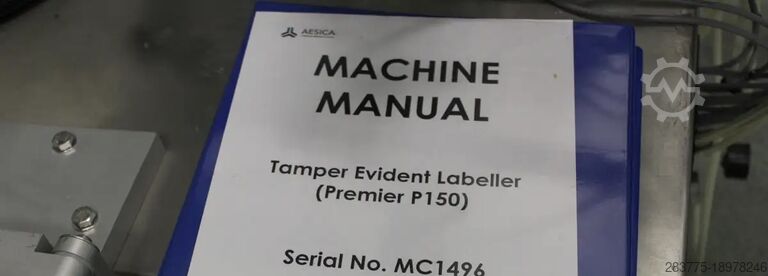 AESICA
MACHINE
MANUAL
Tamper Evident Labeller
(Premier P150)
Serial No. MC1496
283775-18978246